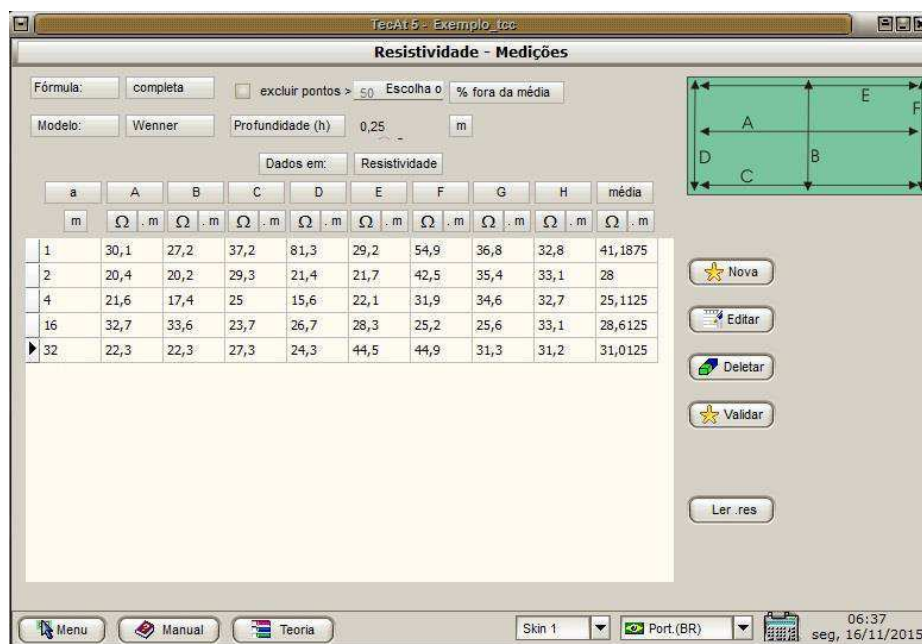 TecAt 5 - Exemplo_tcc
Resistividade - Medições
Fórmula: completa excluir pontos > 50 Escolha o % fora da média
Modelo: Wenner Profundidade (h) 0,25 m
Dados em: Resistividade
a A B C D E F G H média
m Ω . m Ω . m Ω . m Ω . m Ω . m Ω . m Ω . m Ω . m Ω . m
1 30,1 27,2 37,2 81,3 29,2 54,9 36,8 32,8 41,1875
2 20,4 20,2 29,3 21,4 21,7 42,5 35,4 33,1 28
4 21,6 17,4 25 15,6 22,1 31,9 34,6 32,7 25,1125
16 32,7 33,6 23,7 26,7 28,3 25,2 25,6 33,1 28,6125
32 22,3 22,3 27,3 24,3 44,5 44,9 31,3 31,2 31,0125
E
F
A
D
B
C
Nova
Editar
Deletar
Validar
Ler .res
Menu Manual Teoria Skin 1 Port.(BR) 06:37
seg, 16/11/201